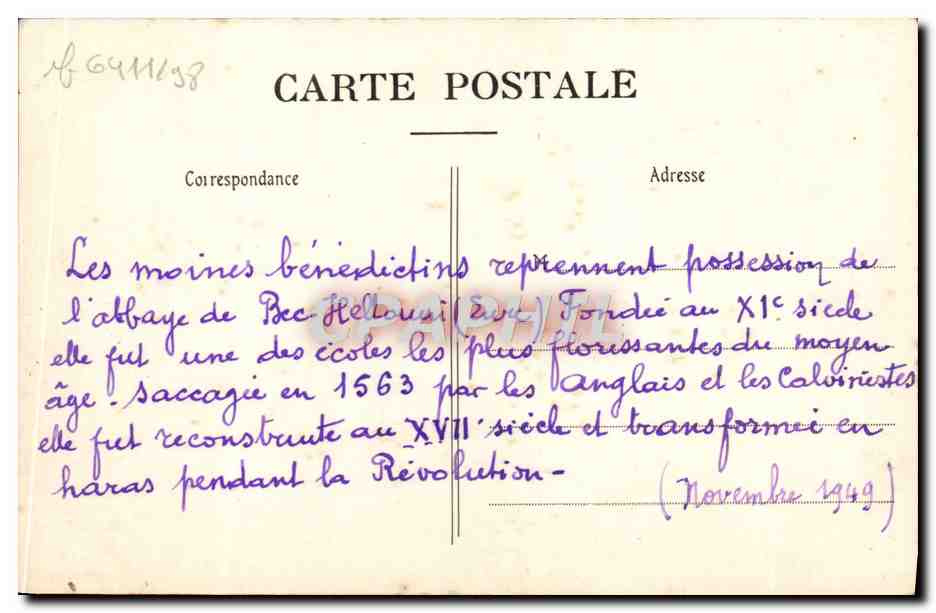 6411/98
CARTE POSTALE
Correspondance
Adresse
Les moines bénédictins reprennent possession de
l'abbaye de Bec-Hellouin (Eure) Fondée au XIe siècle
elle fut une des écoles les plus florissantes du moyen
âge - saccagée en 1563 par les anglais et les Calvinistes
elle fut reconstruite au XVII siècle et transformée en
haras pendant la Révolution -
(Novembre 1949)
CPAPHIL